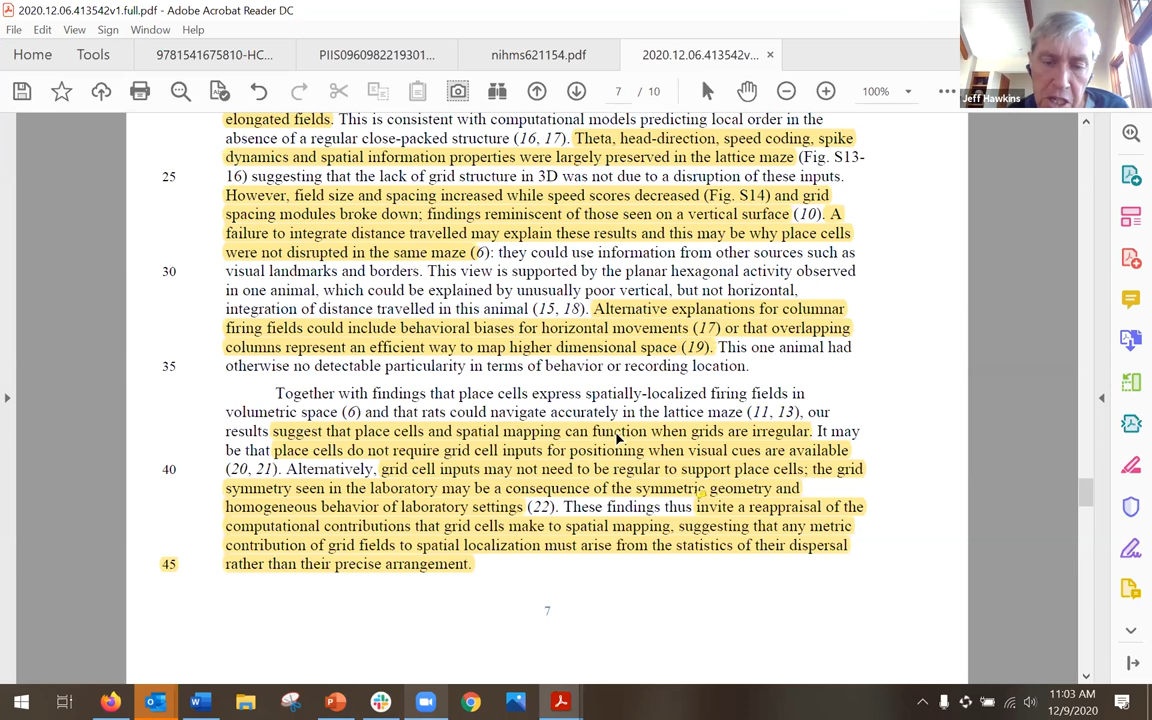 2020.12.06.413542v1.full.pdf - Adobe Acrobat Reader DC
File Edit View Sign Window Help
Home Tools 9781541675810-HC... PIIS0960982219301... nihms621154.pdf 2020.12.06.413542v... ×
7 / 10 100%
Jeff Hawkins
elongated fields. This is consistent with computational models predicting local order in the
absence of a regular close-packed structure (16, 17). Theta, head-direction, speed coding, spike
dynamics and spatial information properties were largely preserved in the lattice maze (Fig. S13-
25 16) suggesting that the lack of grid structure in 3D was not due to a disruption of these inputs.
However, field size and spacing increased while speed scores decreased (Fig. S14) and grid
spacing modules broke down; findings reminiscent of those seen on a vertical surface (10). A
failure to integrate distance travelled may explain these results and this may be why place cells
were not disrupted in the same maze (6): they could use information from other sources such as
30 visual landmarks and borders. This view is supported by the planar hexagonal activity observed
in one animal, which could be explained by unusually poor vertical, but not horizontal,
integration of distance travelled in this animal (15, 18). Alternative explanations for columnar
firing fields could include behavioral biases for horizontal movements (17) or that overlapping
columns represent an efficient way to map higher dimensional space (19). This one animal had
35 otherwise no detectable particularity in terms of behavior or recording location.
Together with findings that place cells express spatially-localized firing fields in
volumetric space (6) and that rats could navigate accurately in the lattice maze (11, 13), our
results suggest that place cells and spatial mapping can function when grids are irregular. It may
be that place cells do not require grid cell inputs for positioning when visual cues are available
40 (20, 21). Alternatively, grid cell inputs may not need to be regular to support place cells; the grid
symmetry seen in the laboratory may be a consequence of the symmetric geometry and
homogeneous behavior of laboratory settings (22). These findings thus invite a reappraisal of the
computational contributions that grid cells make to spatial mapping, suggesting that any metric
contribution of grid fields to spatial localization must arise from the statistics of their dispersal
45 rather than their precise arrangement.
7
11:03 AM
12/9/2020